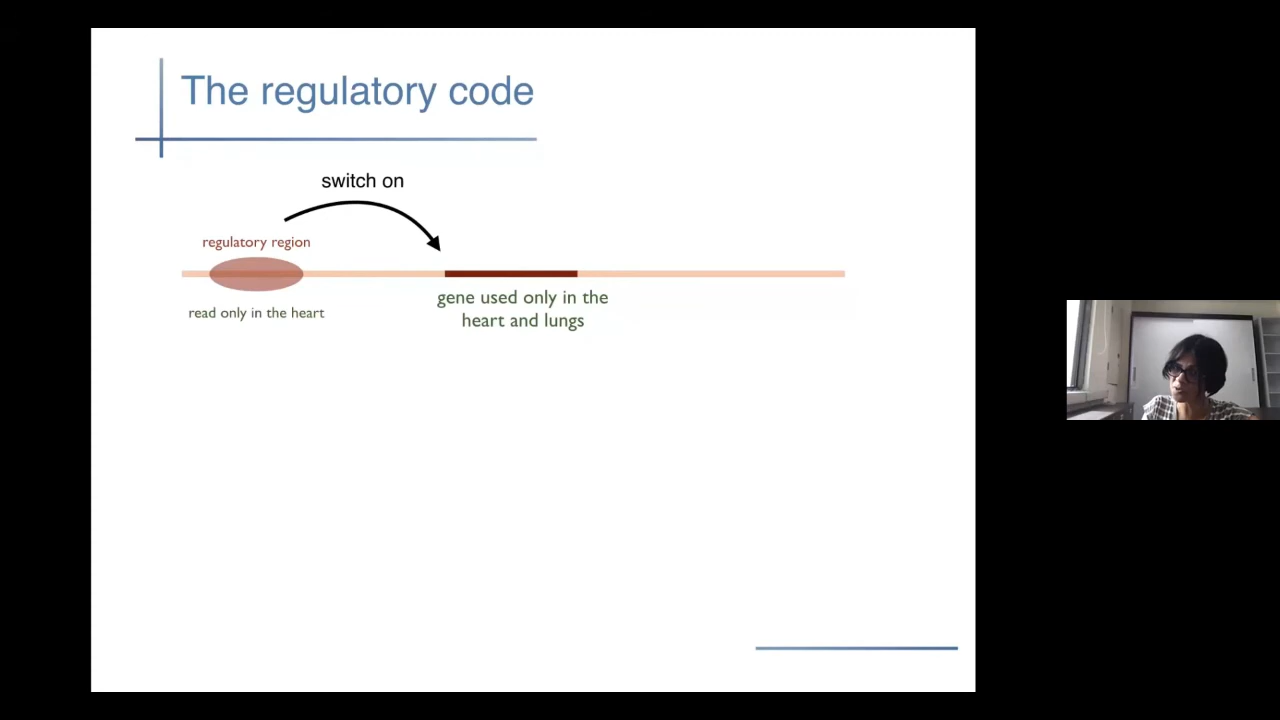 The regulatory code
switch on
regulatory region
read only in the heart
gene used only in the
heart and lungs